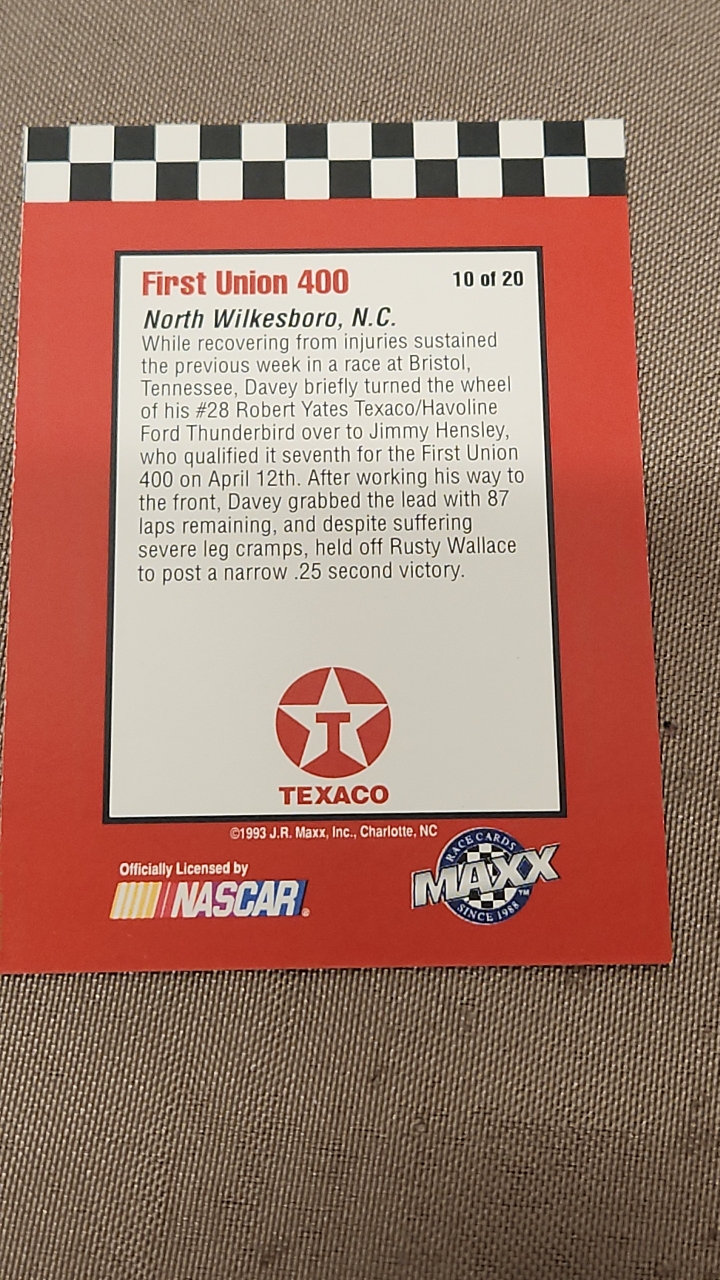 First Union 400
10 of 20
North Wilkesboro, N.C.
While recovering from injuries sustained
the previous week in a race at Bristol,
Tennessee, Davey briefly turned the wheel
of his #28 Robert Yates Texaco/Havoline
Ford Thunderbird over to Jimmy Hensley,
who qualified it seventh for the First Union
400 on April 12th. After working his way to
the front, Davey grabbed the lead with 87
laps remaining, and despite suffering
severe leg cramps, held off Rusty Wallace
to post a narrow .25 second victory.
T
TEXACO
©1993 J.R. Maxx, Inc., Charlotte, NC
Officially Licensed by
NASCAR®
RACE CARDS
MAXX™
SINCE 1988